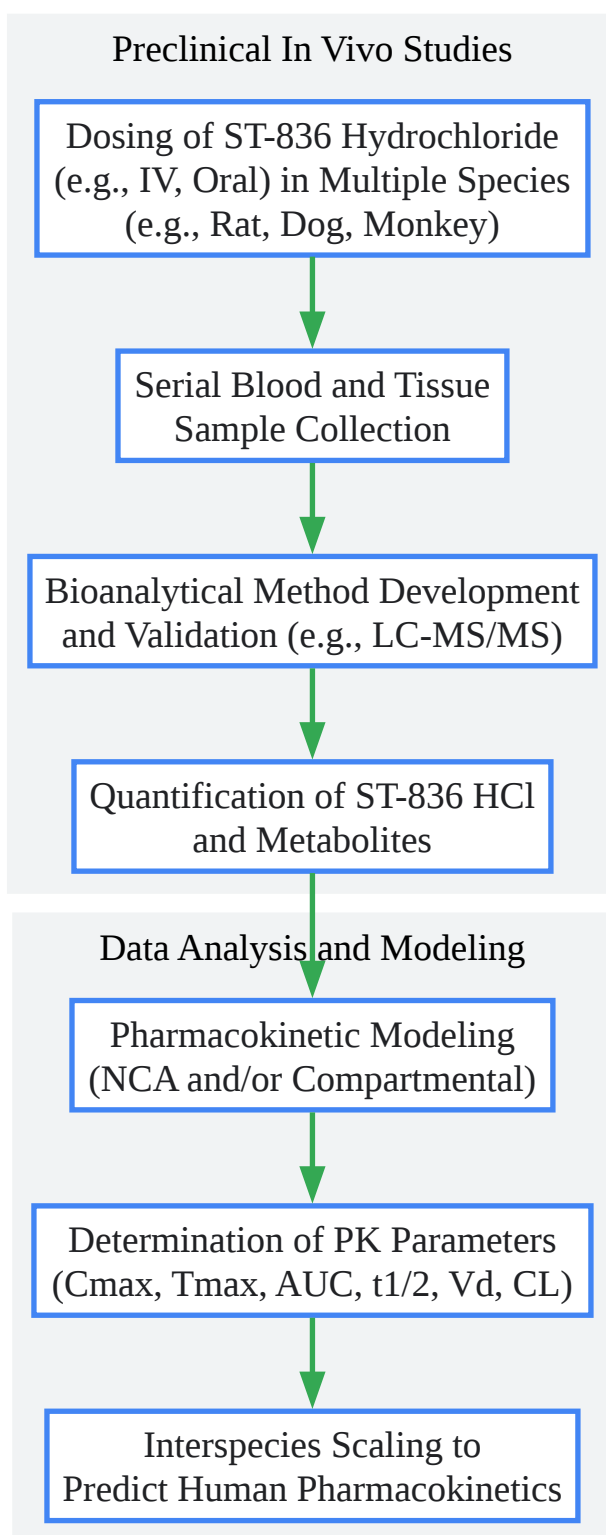 Preclinical In Vivo Studies
Dosing of ST-836 Hydrochloride
(e.g., IV, Oral) in Multiple Species
(e.g., Rat, Dog, Monkey)
Serial Blood and Tissue
Sample Collection
Bioanalytical Method Development
and Validation (e.g., LC-MS/MS)
Quantification of ST-836 HCl
and Metabolites
Data Analysis and Modeling
Pharmacokinetic Modeling
(NCA and/or Compartmental)
Determination of PK Parameters
(Cmax, Tmax, AUC, t1/2, Vd, CL)
Interspecies Scaling to
Predict Human Pharmacokinetics